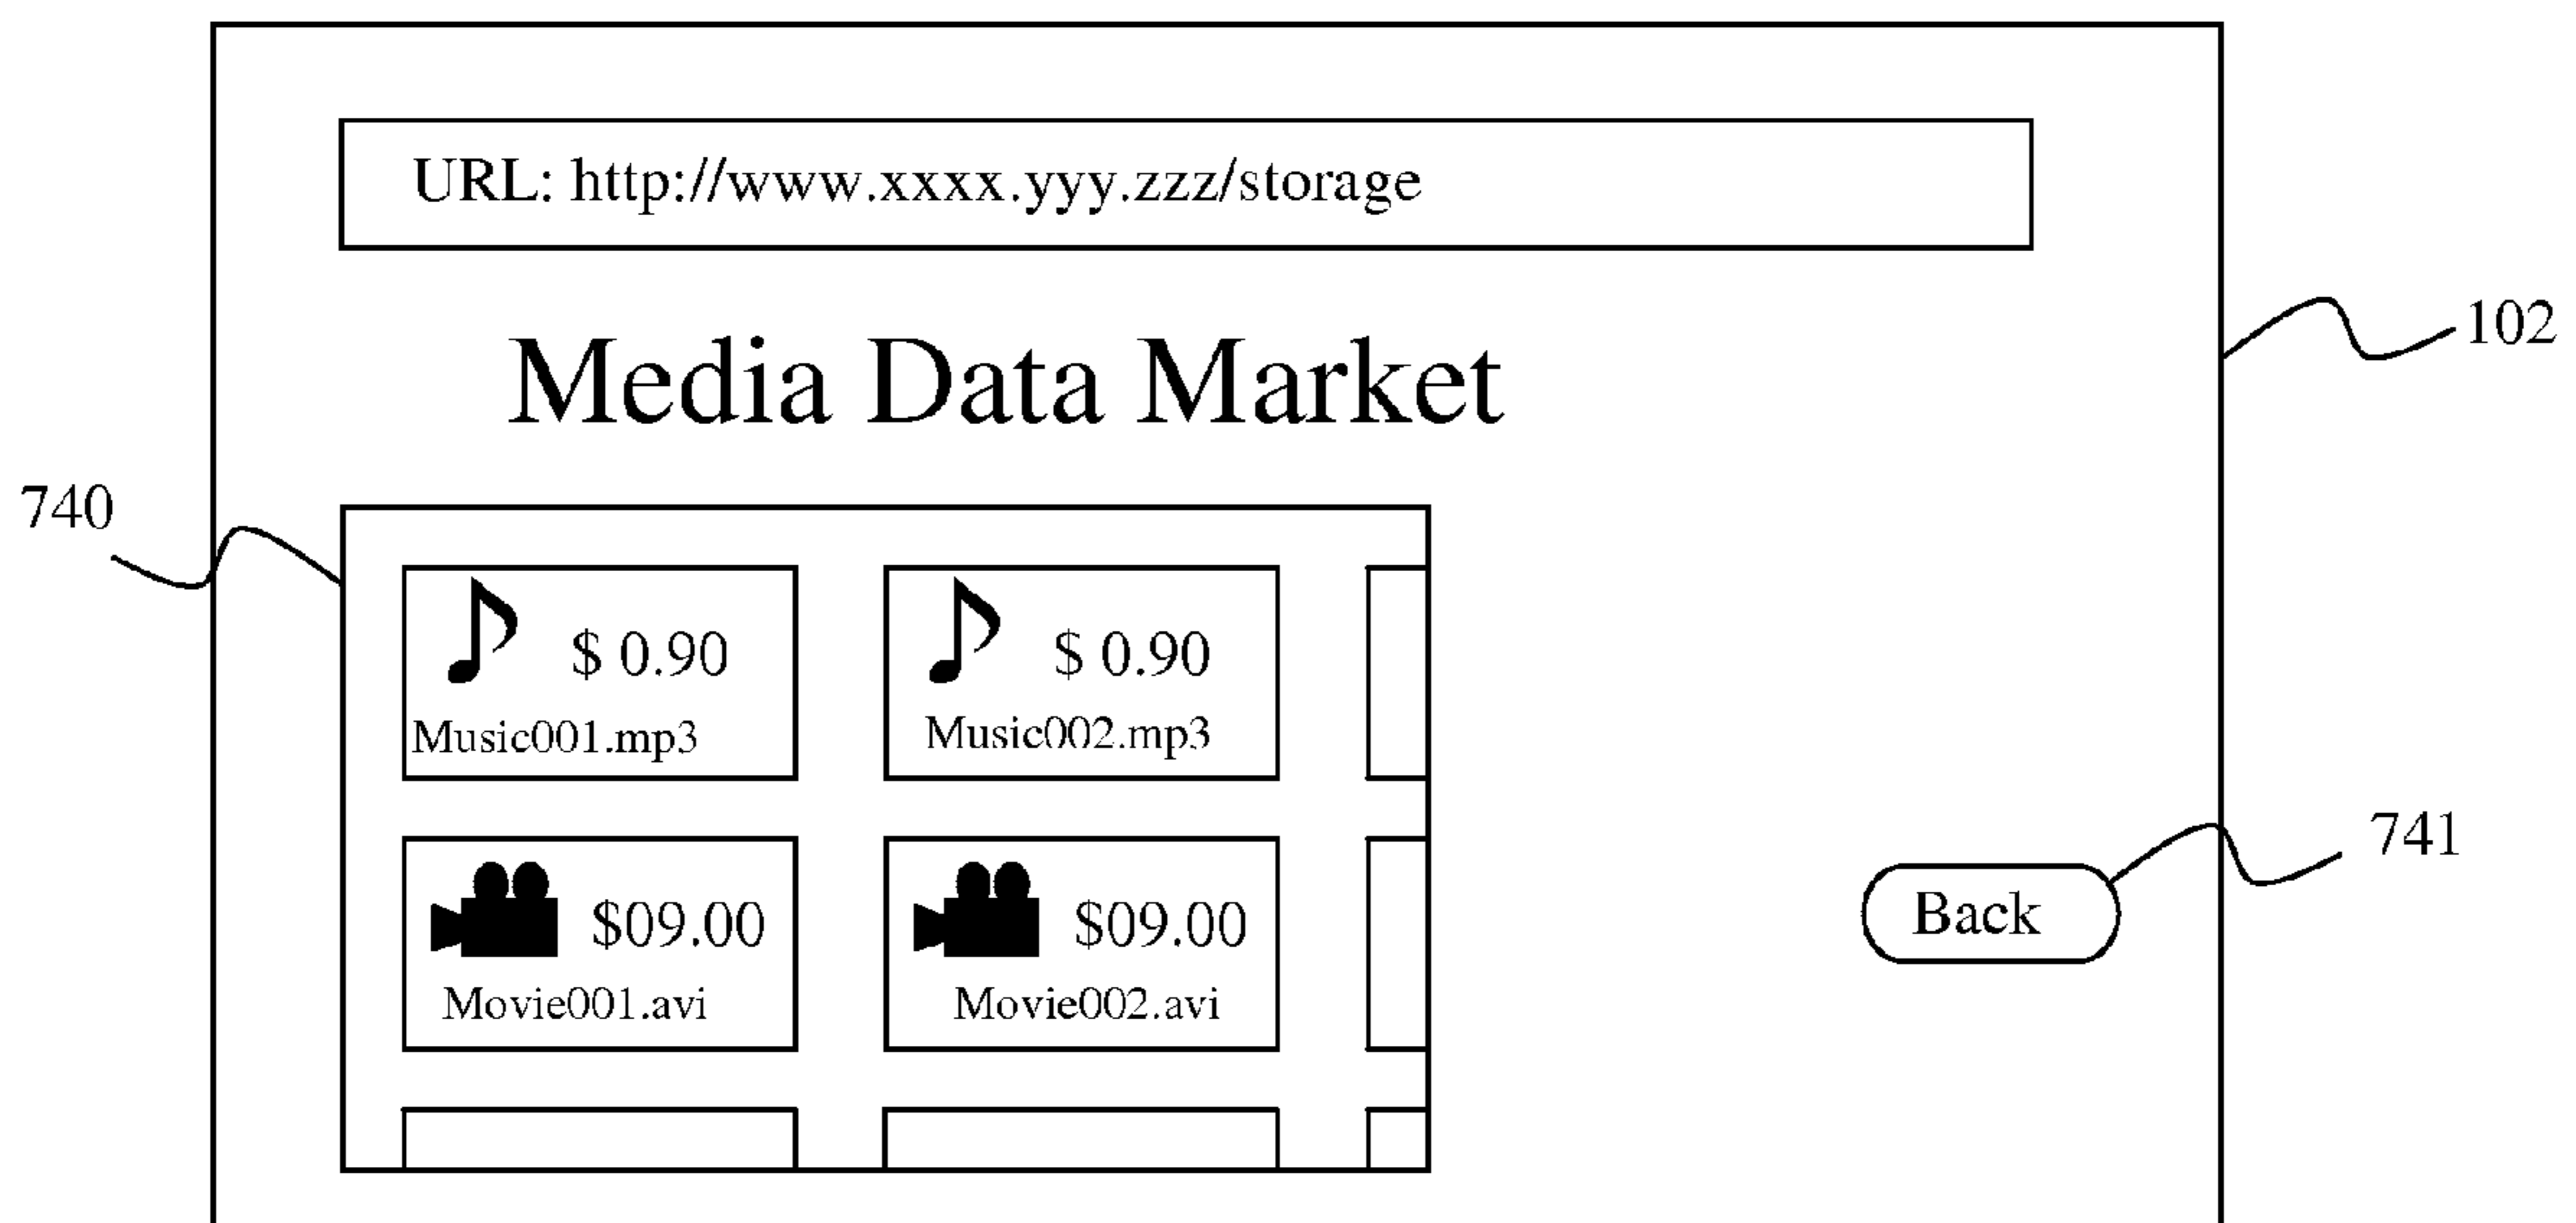 URL: http://www.xxxx.yyy.zzz/storage
102
Media Data Market
740
$ 0.90
Music001.mp3
$ 0.90
Music002.mp3
741
$09.00
Movie001.avi
$09.00
Movie002.avi
Back